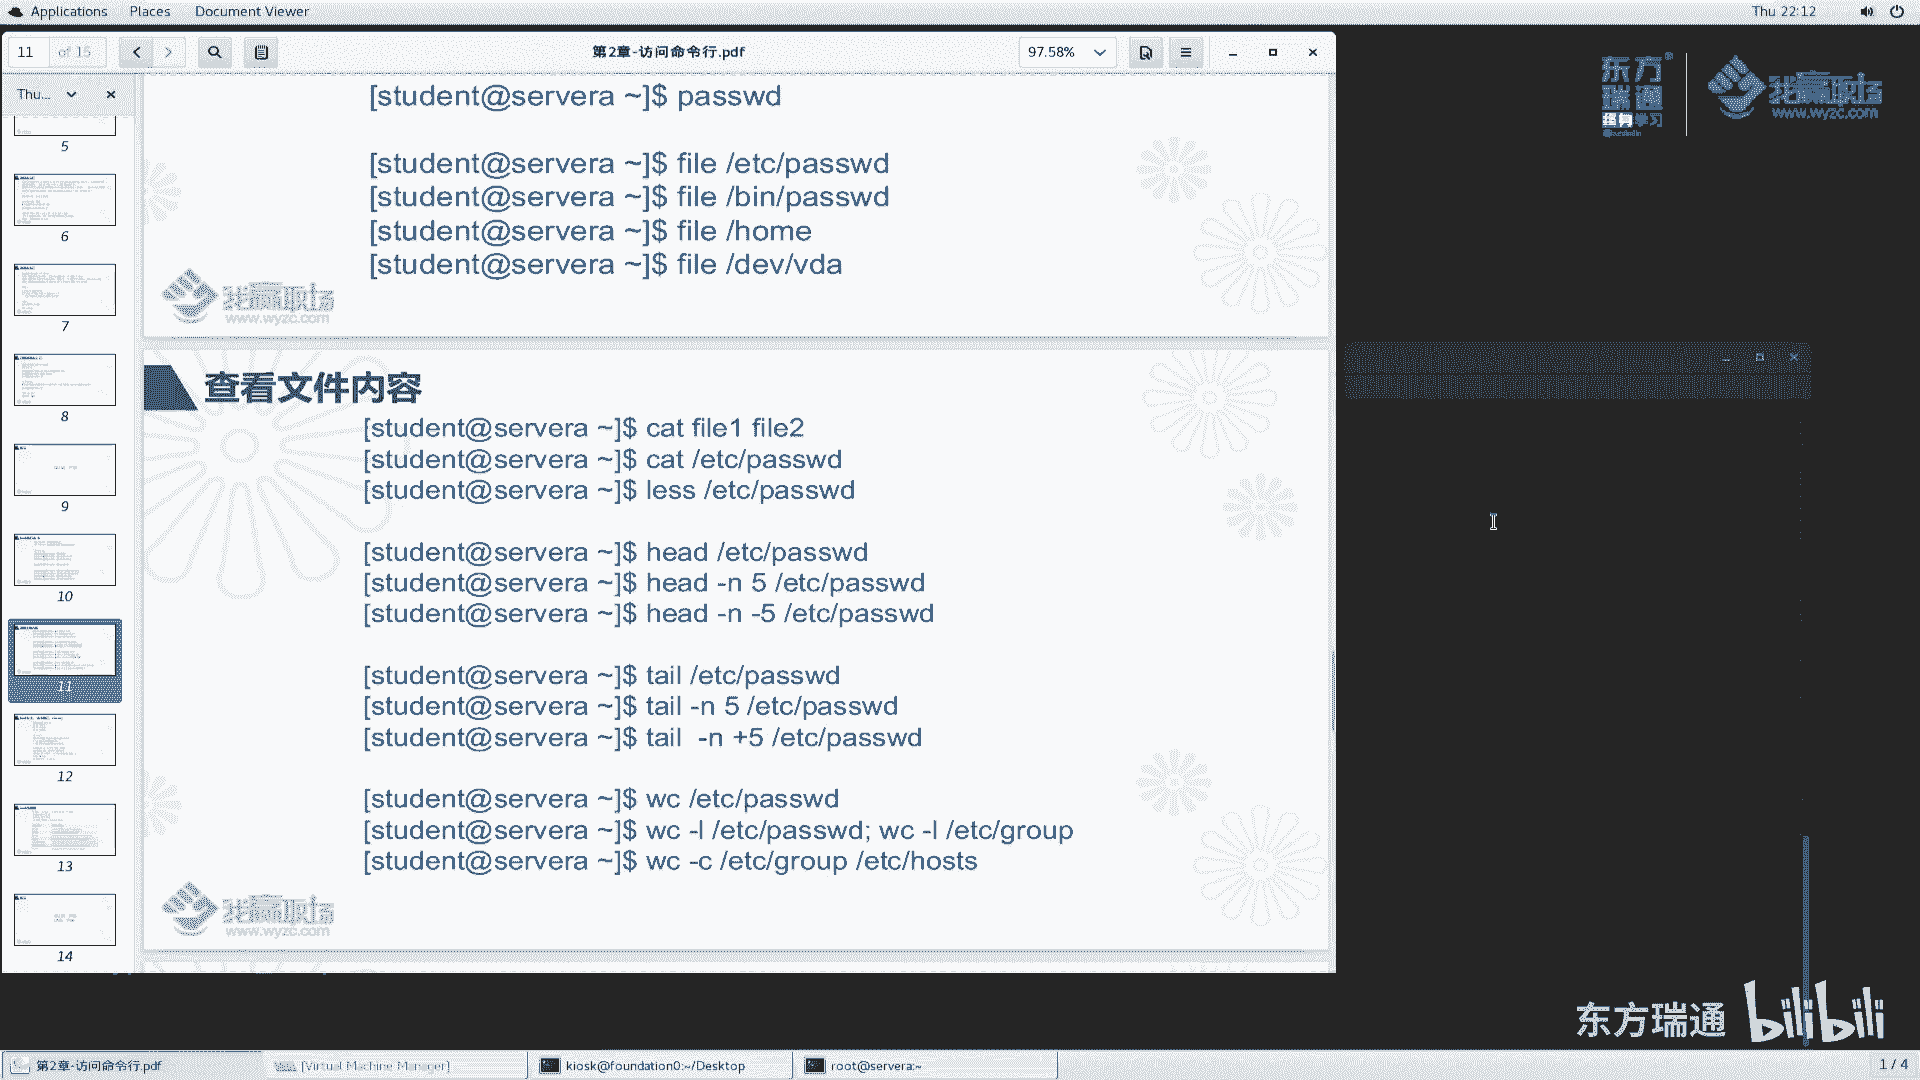 Applications Places Document Viewer
Thu 22:12
11 of 15
第2章-访问命令行.pdf
97.58%
Thu...
5
6
7
8
9
10
11
12
13
14
[student@servera ~]$ passwd
[student@servera ~]$ file /etc/passwd
[student@servera ~]$ file /bin/passwd
[student@servera ~]$ file /home
[student@servera ~]$ file /dev/vda
我赢职场
www.wyzc.com
查看文件内容
[student@servera ~]$ cat file1 file2
[student@servera ~]$ cat /etc/passwd
[student@servera ~]$ less /etc/passwd
[student@servera ~]$ head /etc/passwd
[student@servera ~]$ head -n 5 /etc/passwd
[student@servera ~]$ head -n -5 /etc/passwd
[student@servera ~]$ tail /etc/passwd
[student@servera ~]$ tail -n 5 /etc/passwd
[student@servera ~]$ tail  -n +5 /etc/passwd
[student@servera ~]$ wc /etc/passwd
[student@servera ~]$ wc -l /etc/passwd; wc -l /etc/group
[student@servera ~]$ wc -c /etc/group /etc/hosts
我赢职场
www.wyzc.com
东方
瑞通
学习
我赢职场
www.wyzc.com
东方瑞通 bilibili
第2章-访问命令行.pdf
[Virtual Machine Manager]
kiosk@foundation0:~/Desktop
root@servera:~
1 / 4